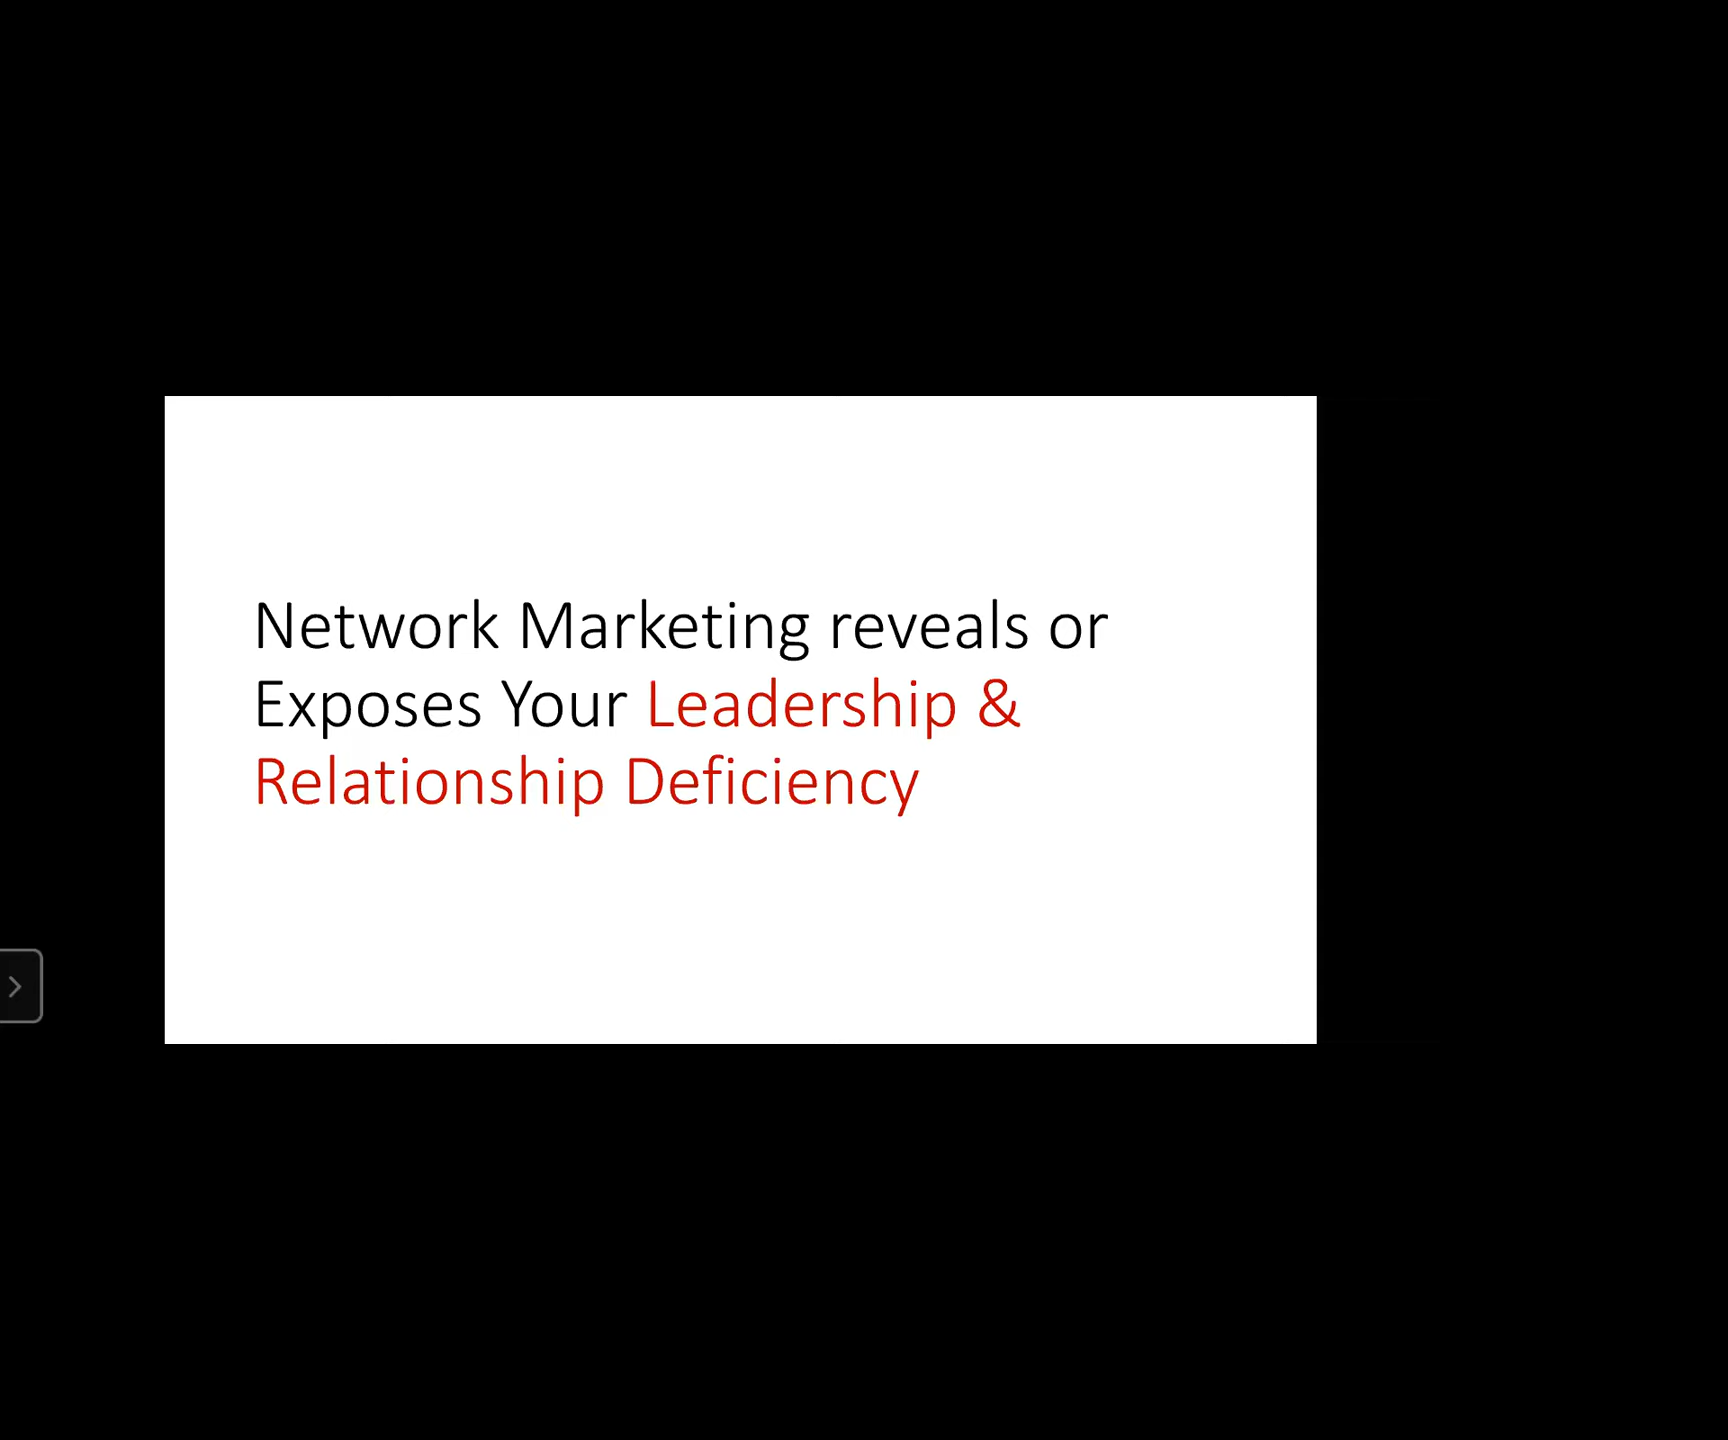 Network Marketing reveals or
Exposes Your Leadership &
Relationship Deficiency